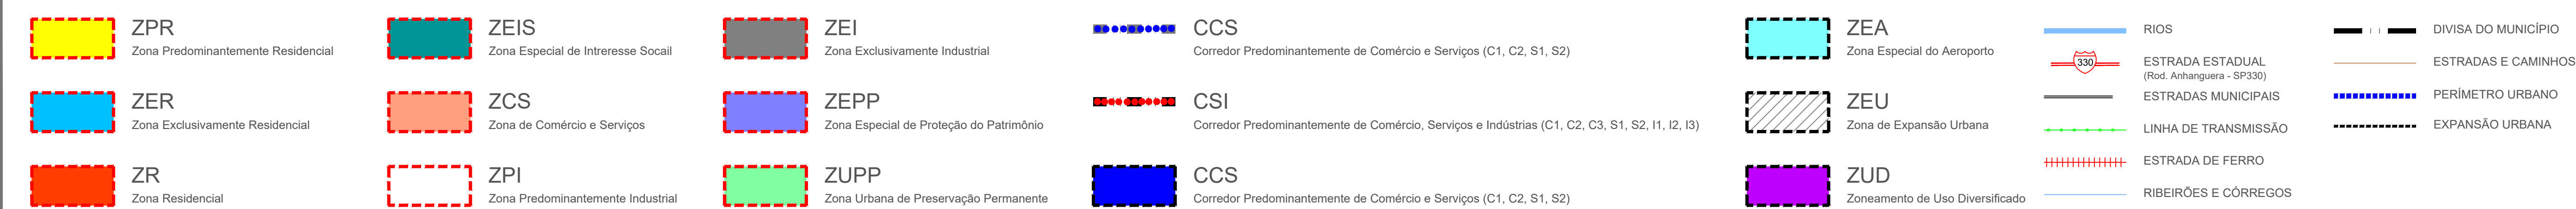 ZPR
Zona Predominantemente Residencial
ZER
Zona Exclusivamente Residencial
ZR
Zona Residencial
ZEIS
Zona Especial de Intreresse Socail
ZCS
Zona de Comércio e Serviços
ZPI
Zona Predominantemente Industrial
ZEI
Zona Exclusivamente Industrial
ZEPP
Zona Especial de Proteção do Patrimônio
ZUPP
Zona Urbana de Preservação Permanente
CCS
Corredor Predominantemente de Comércio e Serviços (C1, C2, S1, S2)
CSI
Corredor Predominantemente de Comércio, Serviços e Indústrias (C1, C2, C3, S1, S2, I1, I2, I3)
CCS
Corredor Predominantemente de Comércio e Serviços (C1, C2, S1, S2)
ZEA
Zona Especial do Aeroporto
ZEU
Zona de Expansão Urbana
ZUD
Zoneamento de Uso Diversificado
RIOS
330
ESTRADA ESTADUAL
(Rod. Anhanguera - SP330)
ESTRADAS MUNICIPAIS
LINHA DE TRANSMISSÃO
ESTRADA DE FERRO
RIBEIRÕES E CÓRREGOS
DIVISA DO MUNICÍPIO
ESTRADAS E CAMINHOS
PERÍMETRO URBANO
EXPANSÃO URBANA